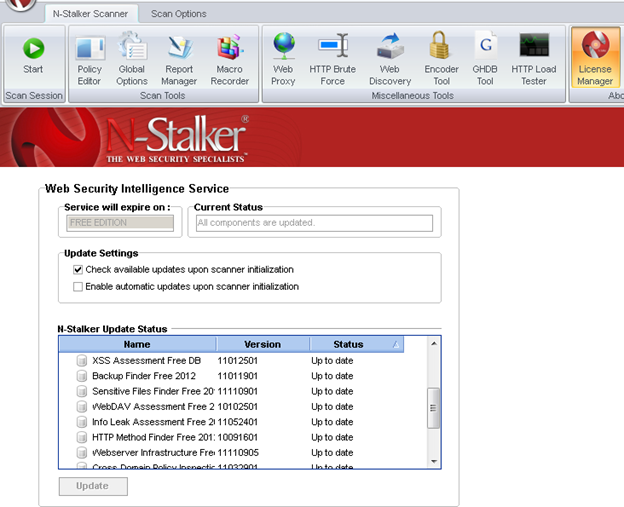 N-Stalker Scanner Scan Options
Start Policy Global Report Macro Web HTTP Brute Web Encoder GHDB HTTP Load License
Editor Options Manager Recorder Proxy Force Discovery Tool Tool Tester Manager
Scan Session Scan Tools Miscellaneous Tools Abo
N-Stalker®
THE WEB SECURITY SPECIALISTS
Web Security Intelligence Service
Service will expire on : Current Status
FREE EDITION All components are updated.
Update Settings
Check available updates upon scanner initialization
Enable automatic updates upon scanner initialization
N-Stalker Update Status
Name Version Status
XSS Assessment Free DB 11012501 Up to date
Backup Finder Free 2012 11011901 Up to date
Sensitive Files Finder Free 20 11110901 Up to date
WebDAV Assessment Free 2 10102501 Up to date
Info Leak Assessment Free 2 11052401 Up to date
HTTP Method Finder Free 201 10091601 Up to date
Webserver Infrastructure Fre 11110905 Up to date
Cross Domain Policy Inspecti 11032901 Up to date
Update